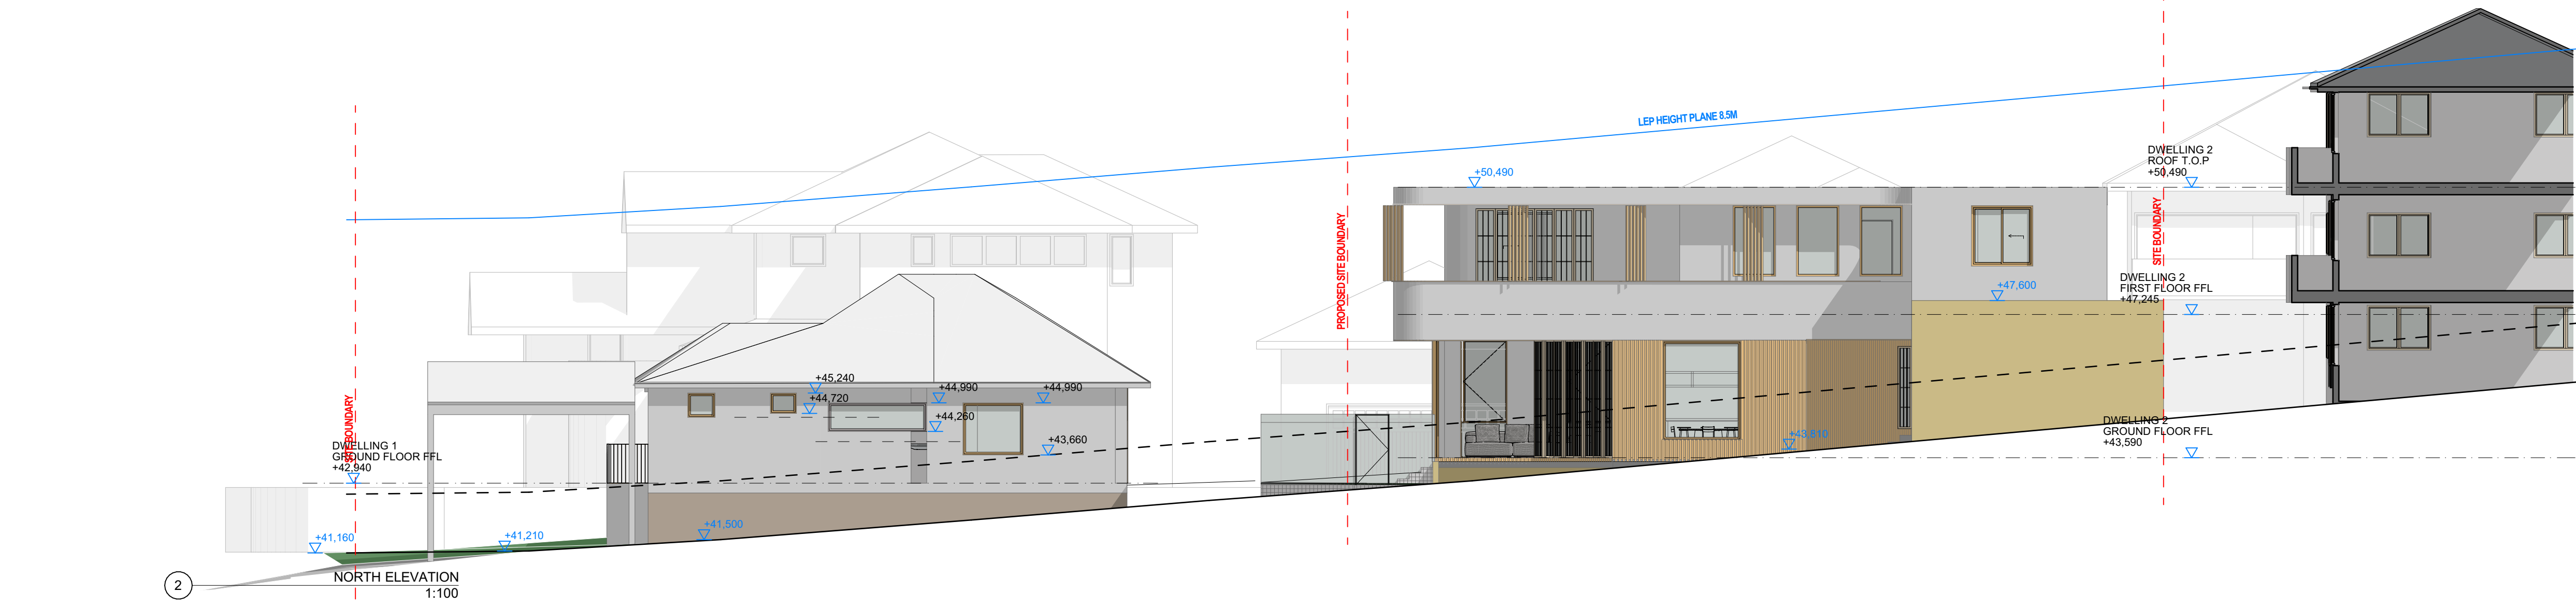 LEP HEIGHT PLANE 8.5M
DWELLING 2
ROOF T.O.P
+50,490
+50,490
PROPOSED SITE BOUNDARY
SITE BOUNDARY
DWELLING 2
FIRST FLOOR FFL
+47,245
+47,600
+45,240
+44,990
+44,990
+44,720
+44,260
+43,660
SITE BOUNDARY
DWELLING 1
GROUND FLOOR FFL
+42,940
+43,810
DWELLING 2
GROUND FLOOR FFL
+43,590
+41,160
+41,210
+41,500
2
NORTH ELEVATION
1:100